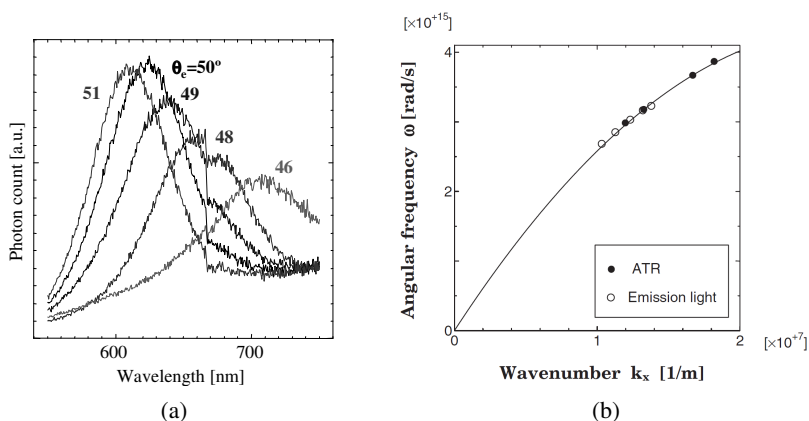 θe=50º
51
49
48
46
Photon count [a.u.]
600
700
Wavelength [nm]
(a)
[×10+15]
4
2
0
0
1
2
[×10+7]
Angular frequency ω [rad/s]
ATR
Emission light
Wavenumber kx [1/m]
(b)